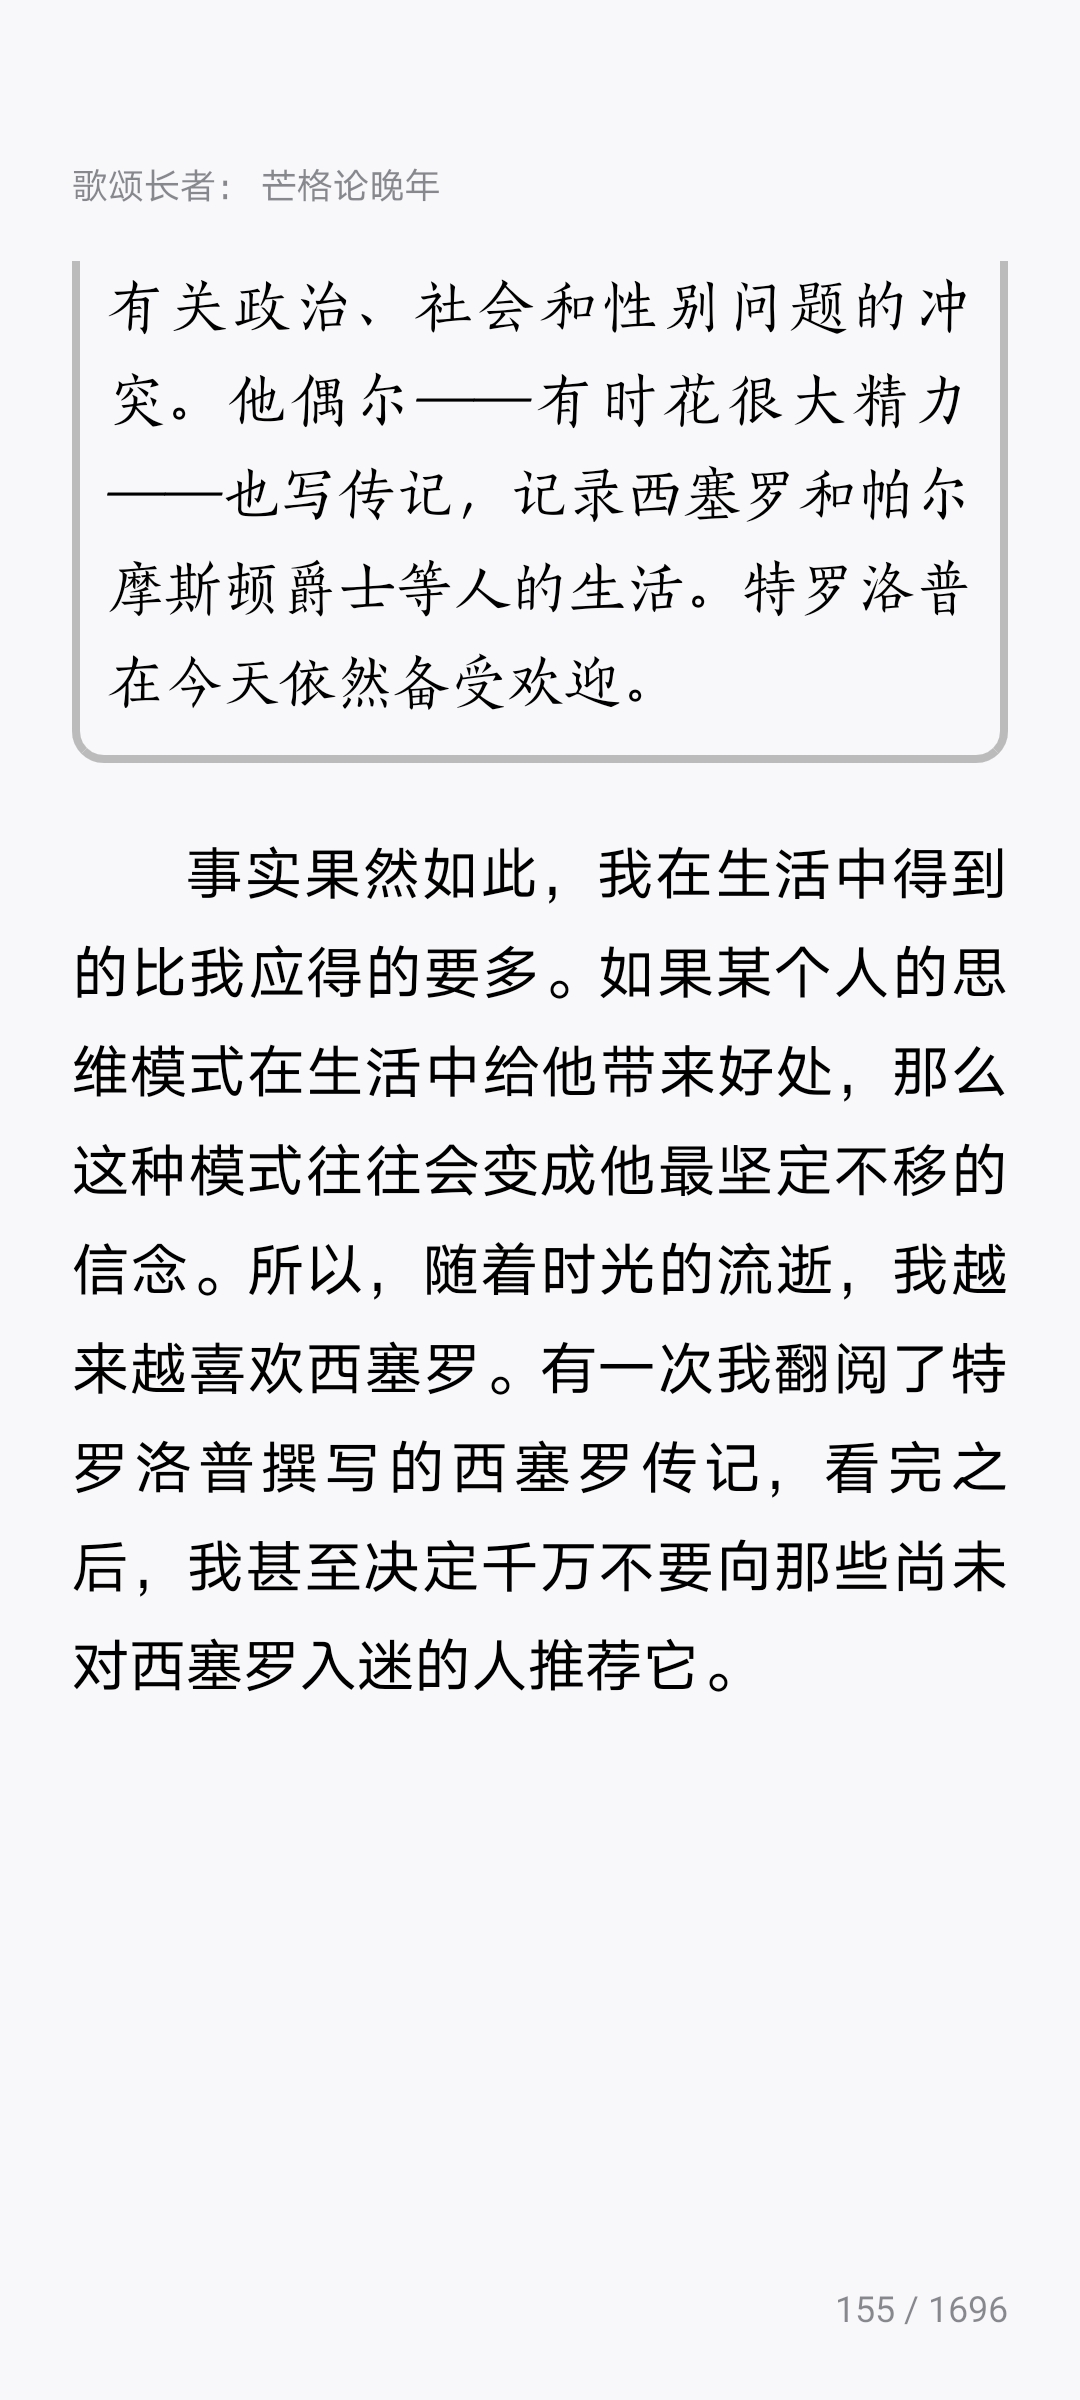 歌颂长者： 芒格论晚年
有关政治、社会和性别问题的冲
突。他偶尔——有时花很大精力
——也写传记，记录西塞罗和帕尔
摩斯顿爵士等人的生活。特罗洛普
在今天依然备受欢迎。
事实果然如此，我在生活中得到
的比我应得的要多。如果某个人的思
维模式在生活中给他带来好处，那么
这种模式往往会变成他最坚定不移的
信念。所以，随着时光的流逝，我越
来越喜欢西塞罗。有一次我翻阅了特
罗洛普撰写的西塞罗传记，看完之
后，我甚至决定千万不要向那些尚未
对西塞罗入迷的人推荐它。
155 / 1696